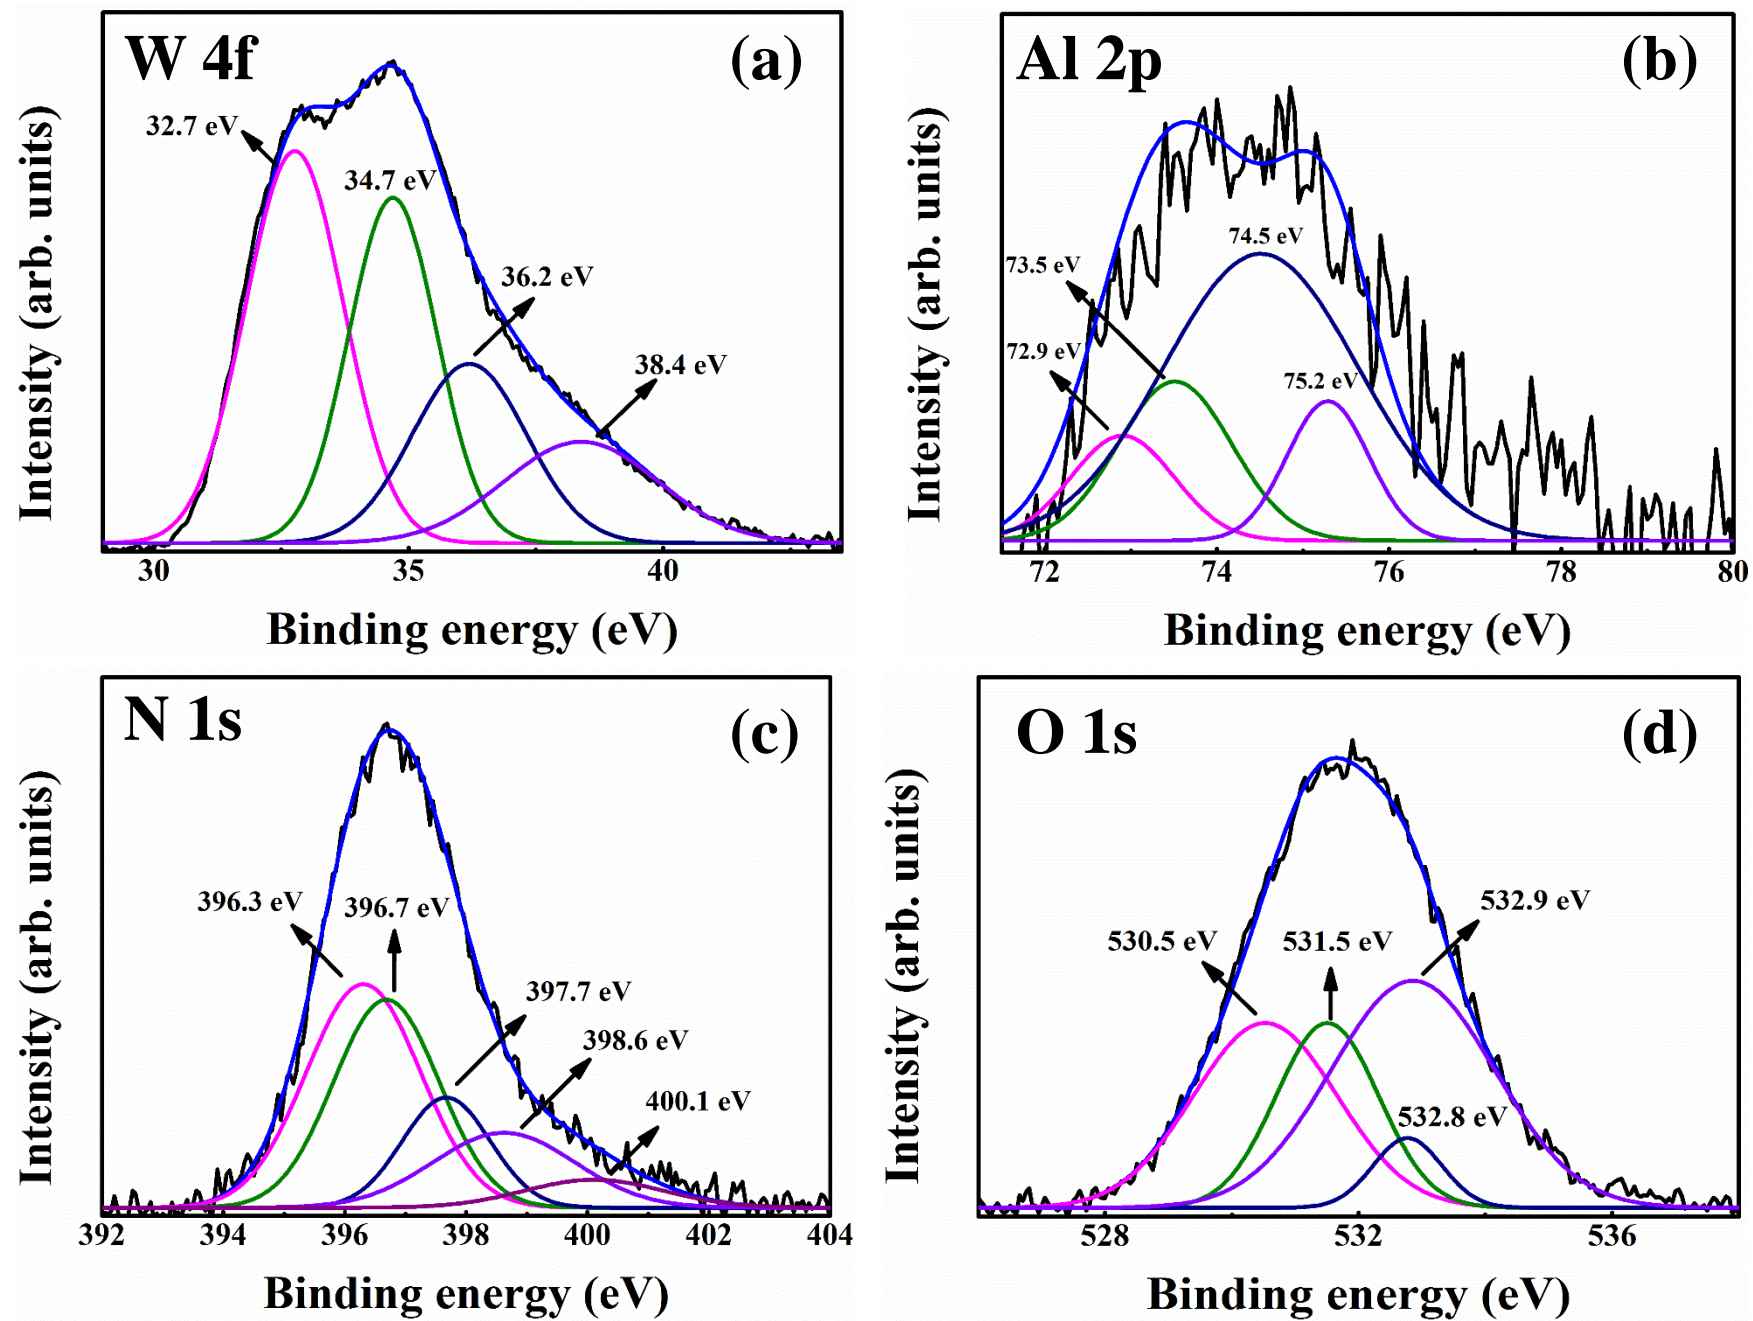 W 4f
(a)
32.7 eV
34.7 eV
36.2 eV
38.4 eV
Intensity (arb. units)
30 35 40
Binding energy (eV)
Al 2p
(b)
74.5 eV
73.5 eV
72.9 eV
75.2 eV
Intensity (arb. units)
72 74 76 78 80
Binding energy (eV)
N 1s
(c)
396.3 eV
396.7 eV
397.7 eV
398.6 eV
400.1 eV
Intensity (arb. units)
392 394 396 398 400 402 404
Binding energy (eV)
O 1s
(d)
532.9 eV
530.5 eV
531.5 eV
532.8 eV
Intensity (arb. units)
528 532 536
Binding energy (eV)